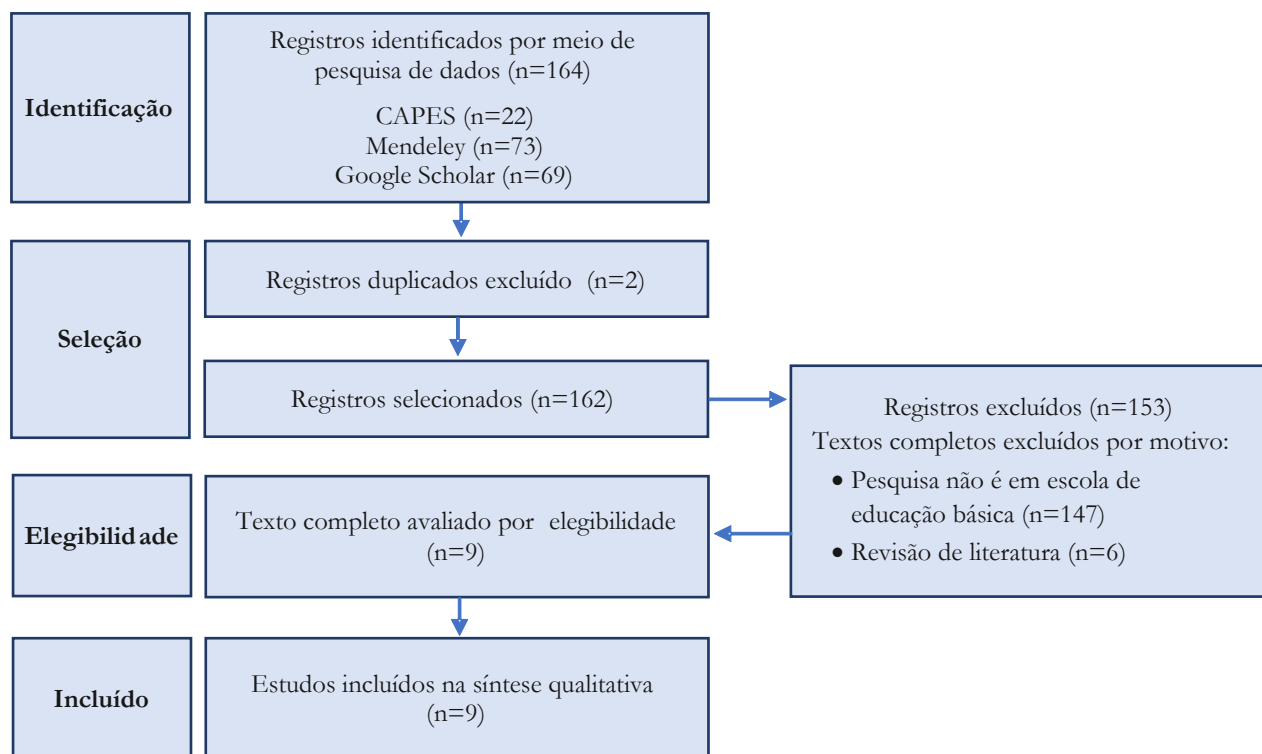 Identificação
Registros identificados por meio de
pesquisa de dados (n=164)
CAPES (n=22)
Mendeley (n=73)
Google Scholar (n=69)
Seleção
Registros duplicados excluído (n=2)
Registros selecionados (n=162)
Registros excluídos (n=153)
Textos completos excluídos por motivo:
• Pesquisa não é em escola de
educação básica (n=147)
• Revisão de literatura (n=6)
Elegibilid ade
Texto completo avaliado por elegibilidade
(n=9)
Incluído
Estudos incluídos na síntese qualitativa
(n=9)